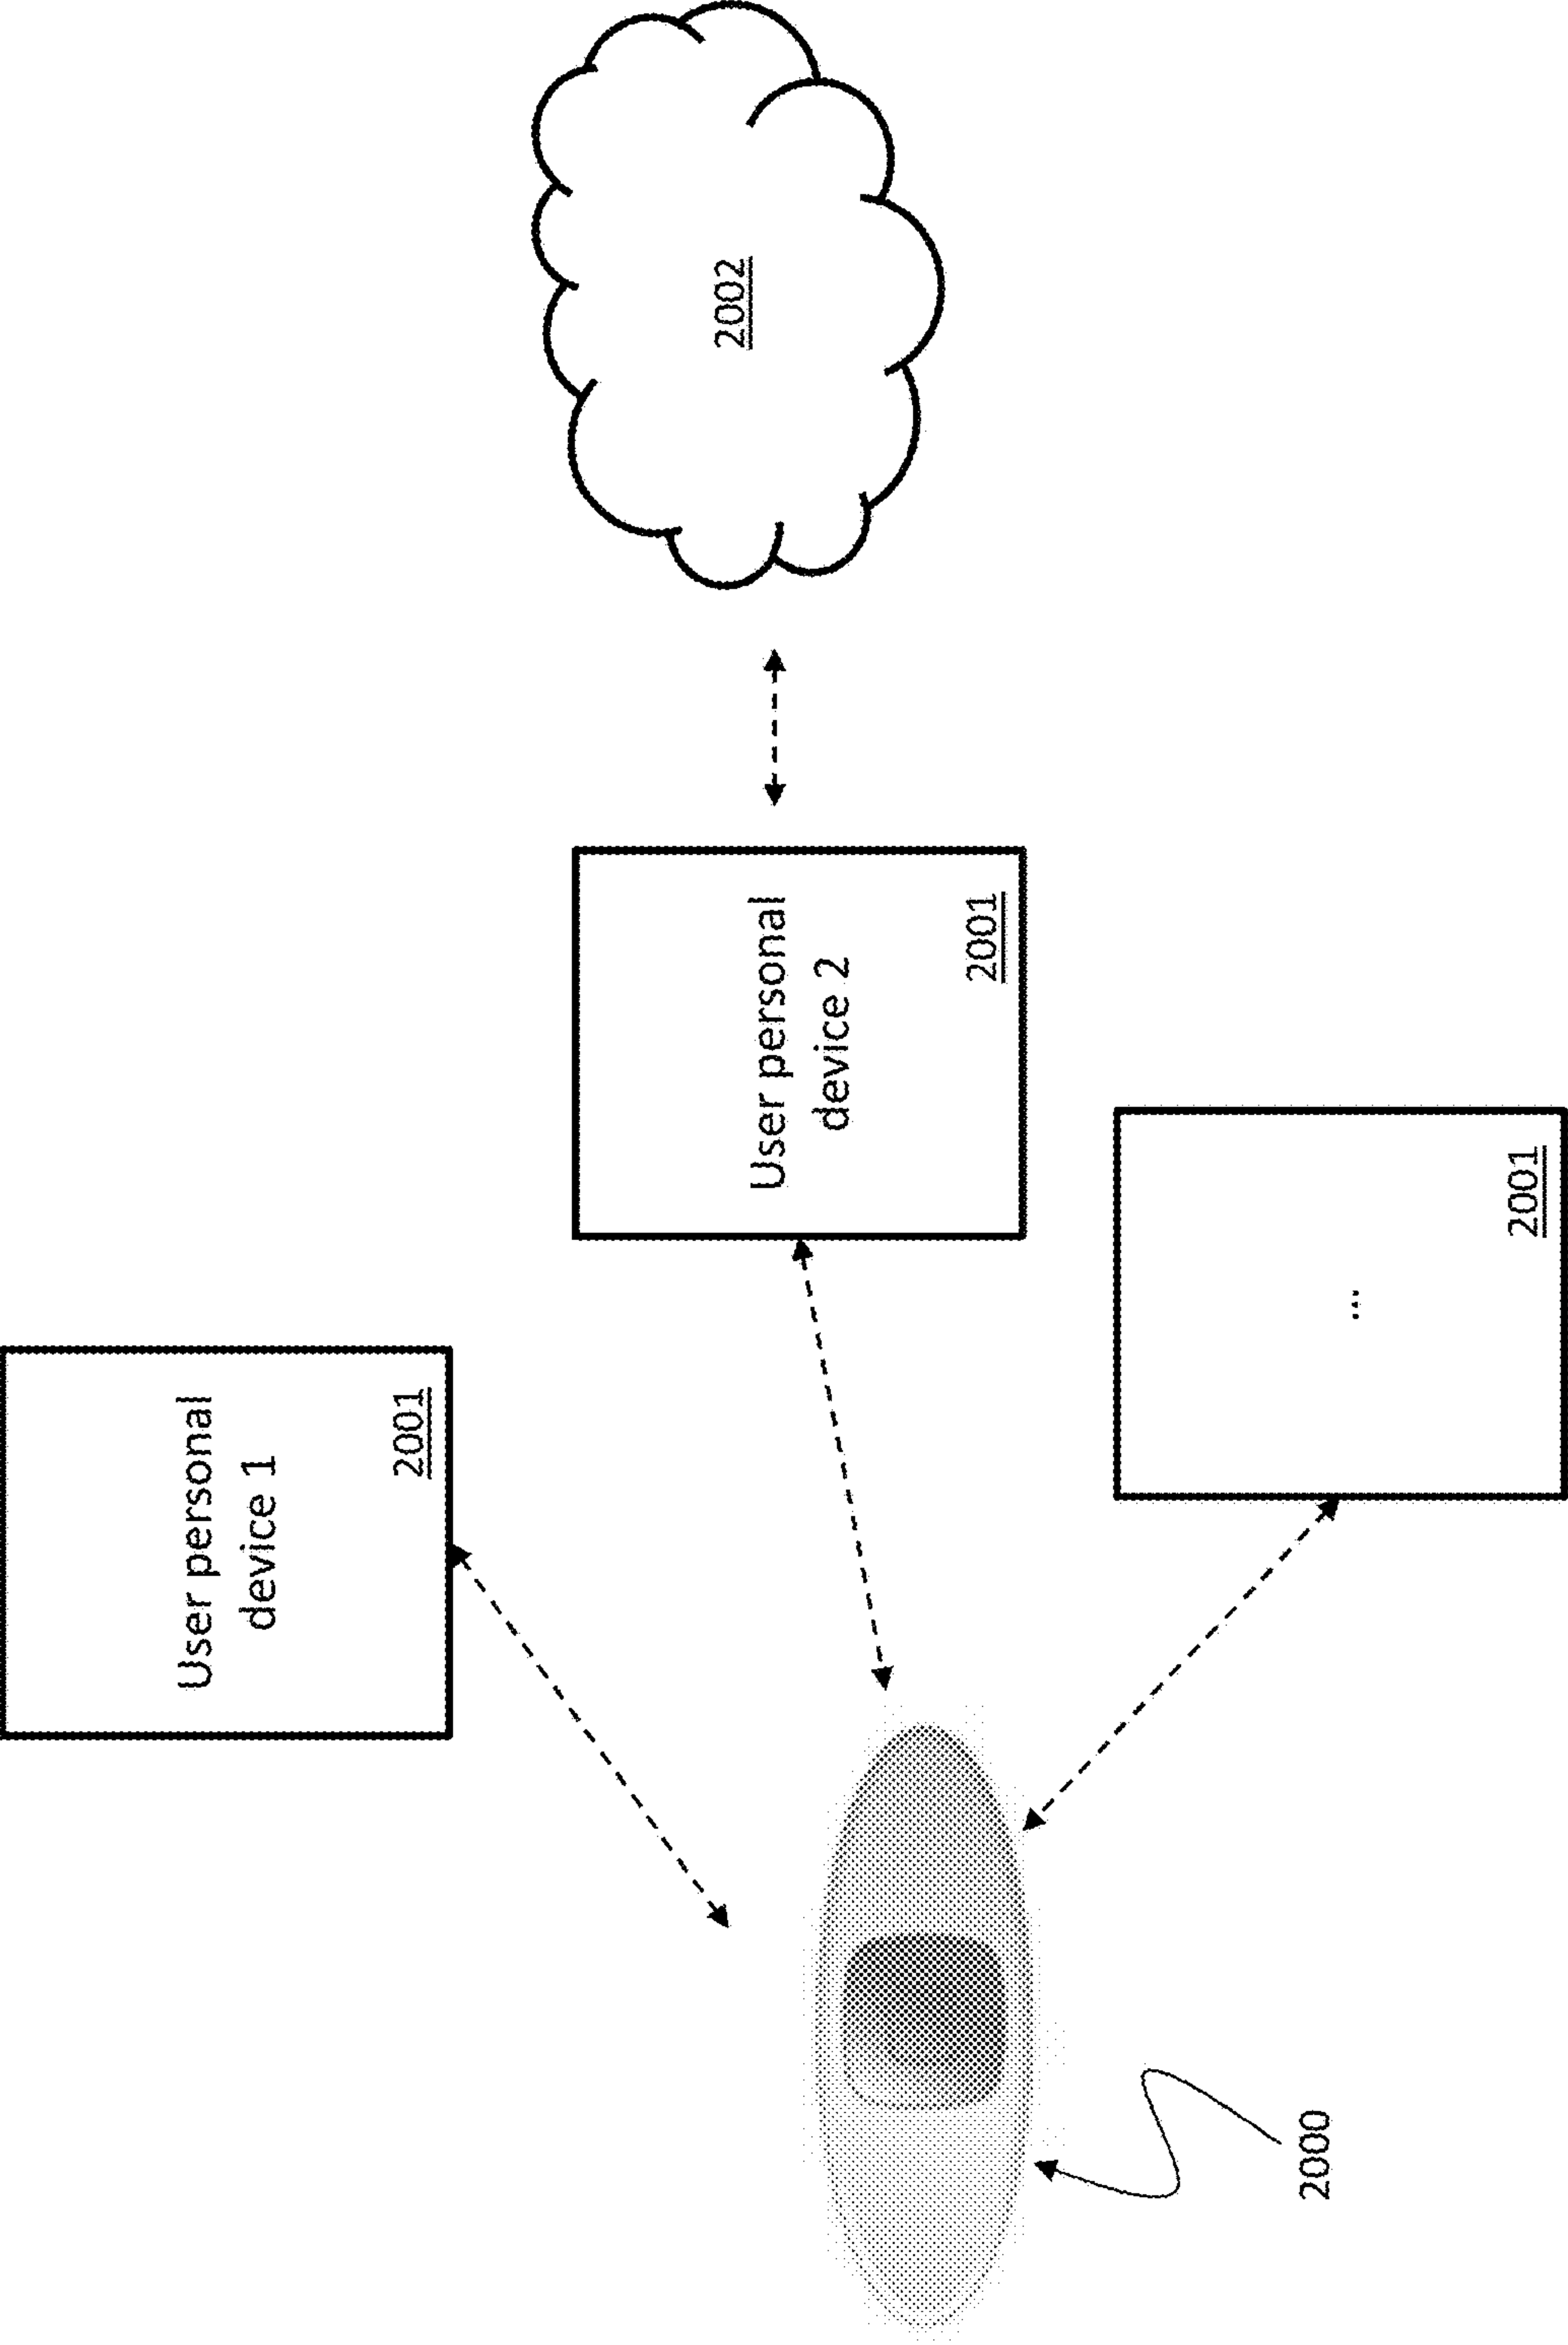 User personal
device 1
2001
User personal
device 2
2001
2002
...
2001
2000